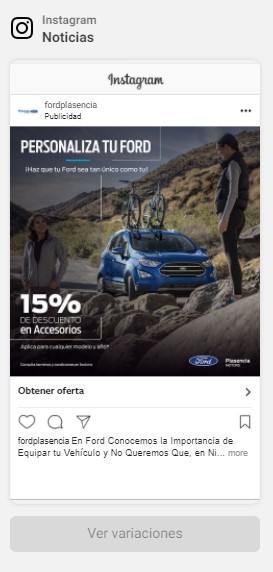 Instagram
Noticias
Instagram
fordplasencia
Publicidad
PERSONALIZA TU FORD
¡Haz que tu Ford sea tan único como tu!
15%
DE DESCUENTO
en Accesorios
Aplica para cualquier modelo y año*
Consulta términos y condiciones en
Ford
Plasencia
MOTORS
Obtener oferta
fordplasencia En Ford Conocemos la Importancia de
Equipar tu Vehículo y No Queremos Que, en Ni... more
Ver variaciones